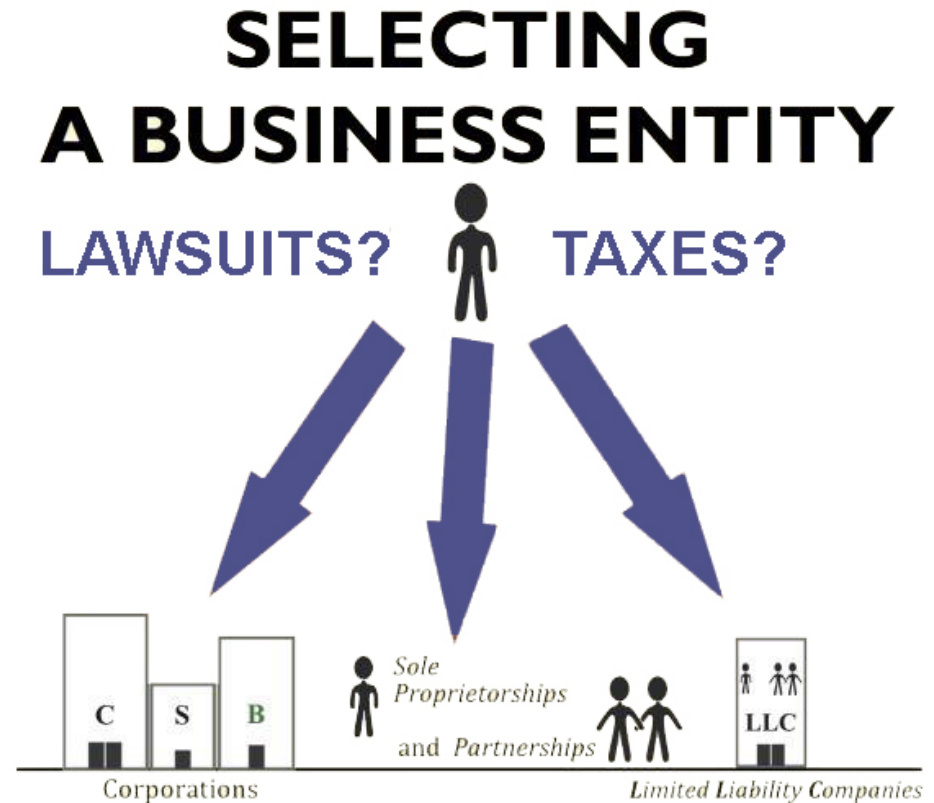 SELECTING
A BUSINESS ENTITY
LAWSUITS?
TAXES?
C
S
B
Sole
Proprietorships
and Partnerships
LLC
Corporations
Limited Liability Companies